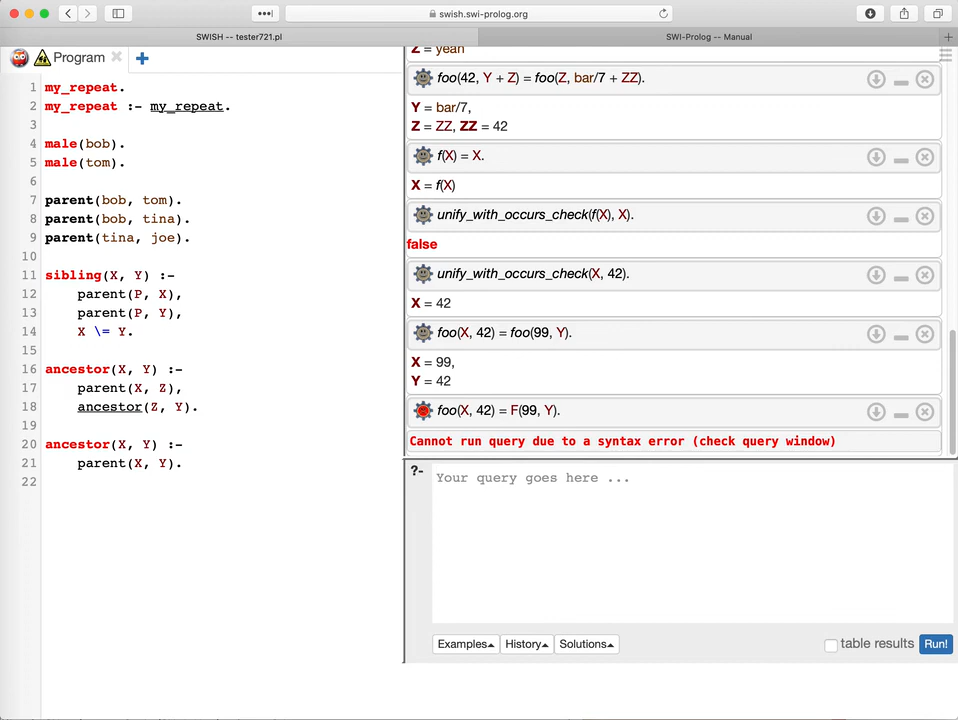 swish.swi-prolog.org
SWISH -- tester721.pl
SWI-Prolog -- Manual
Program
1 my_repeat.
2 my_repeat :- my_repeat.
3
4 male(bob).
5 male(tom).
6
7 parent(bob, tom).
8 parent(bob, tina).
9 parent(tina, joe).
10
11 sibling(X, Y) :-
12 parent(P, X),
13 parent(P, Y),
14 X \= Y.
15
16 ancestor(X, Y) :-
17 parent(X, Z),
18 ancestor(Z, Y).
19
20 ancestor(X, Y) :-
21 parent(X, Y).
22
Z = yeah
foo(42, Y + Z) = foo(Z, bar/7 + ZZ).
Y = bar/7,
Z = ZZ, ZZ = 42
f(X) = X.
X = f(X)
unify_with_occurs_check(f(X), X).
false
unify_with_occurs_check(X, 42).
X = 42
foo(X, 42) = foo(99, Y).
X = 99,
Y = 42
foo(X, 42) = F(99, Y).
Cannot run query due to a syntax error (check query window)
?- Your query goes here ...
Examples History Solutions table results Run!